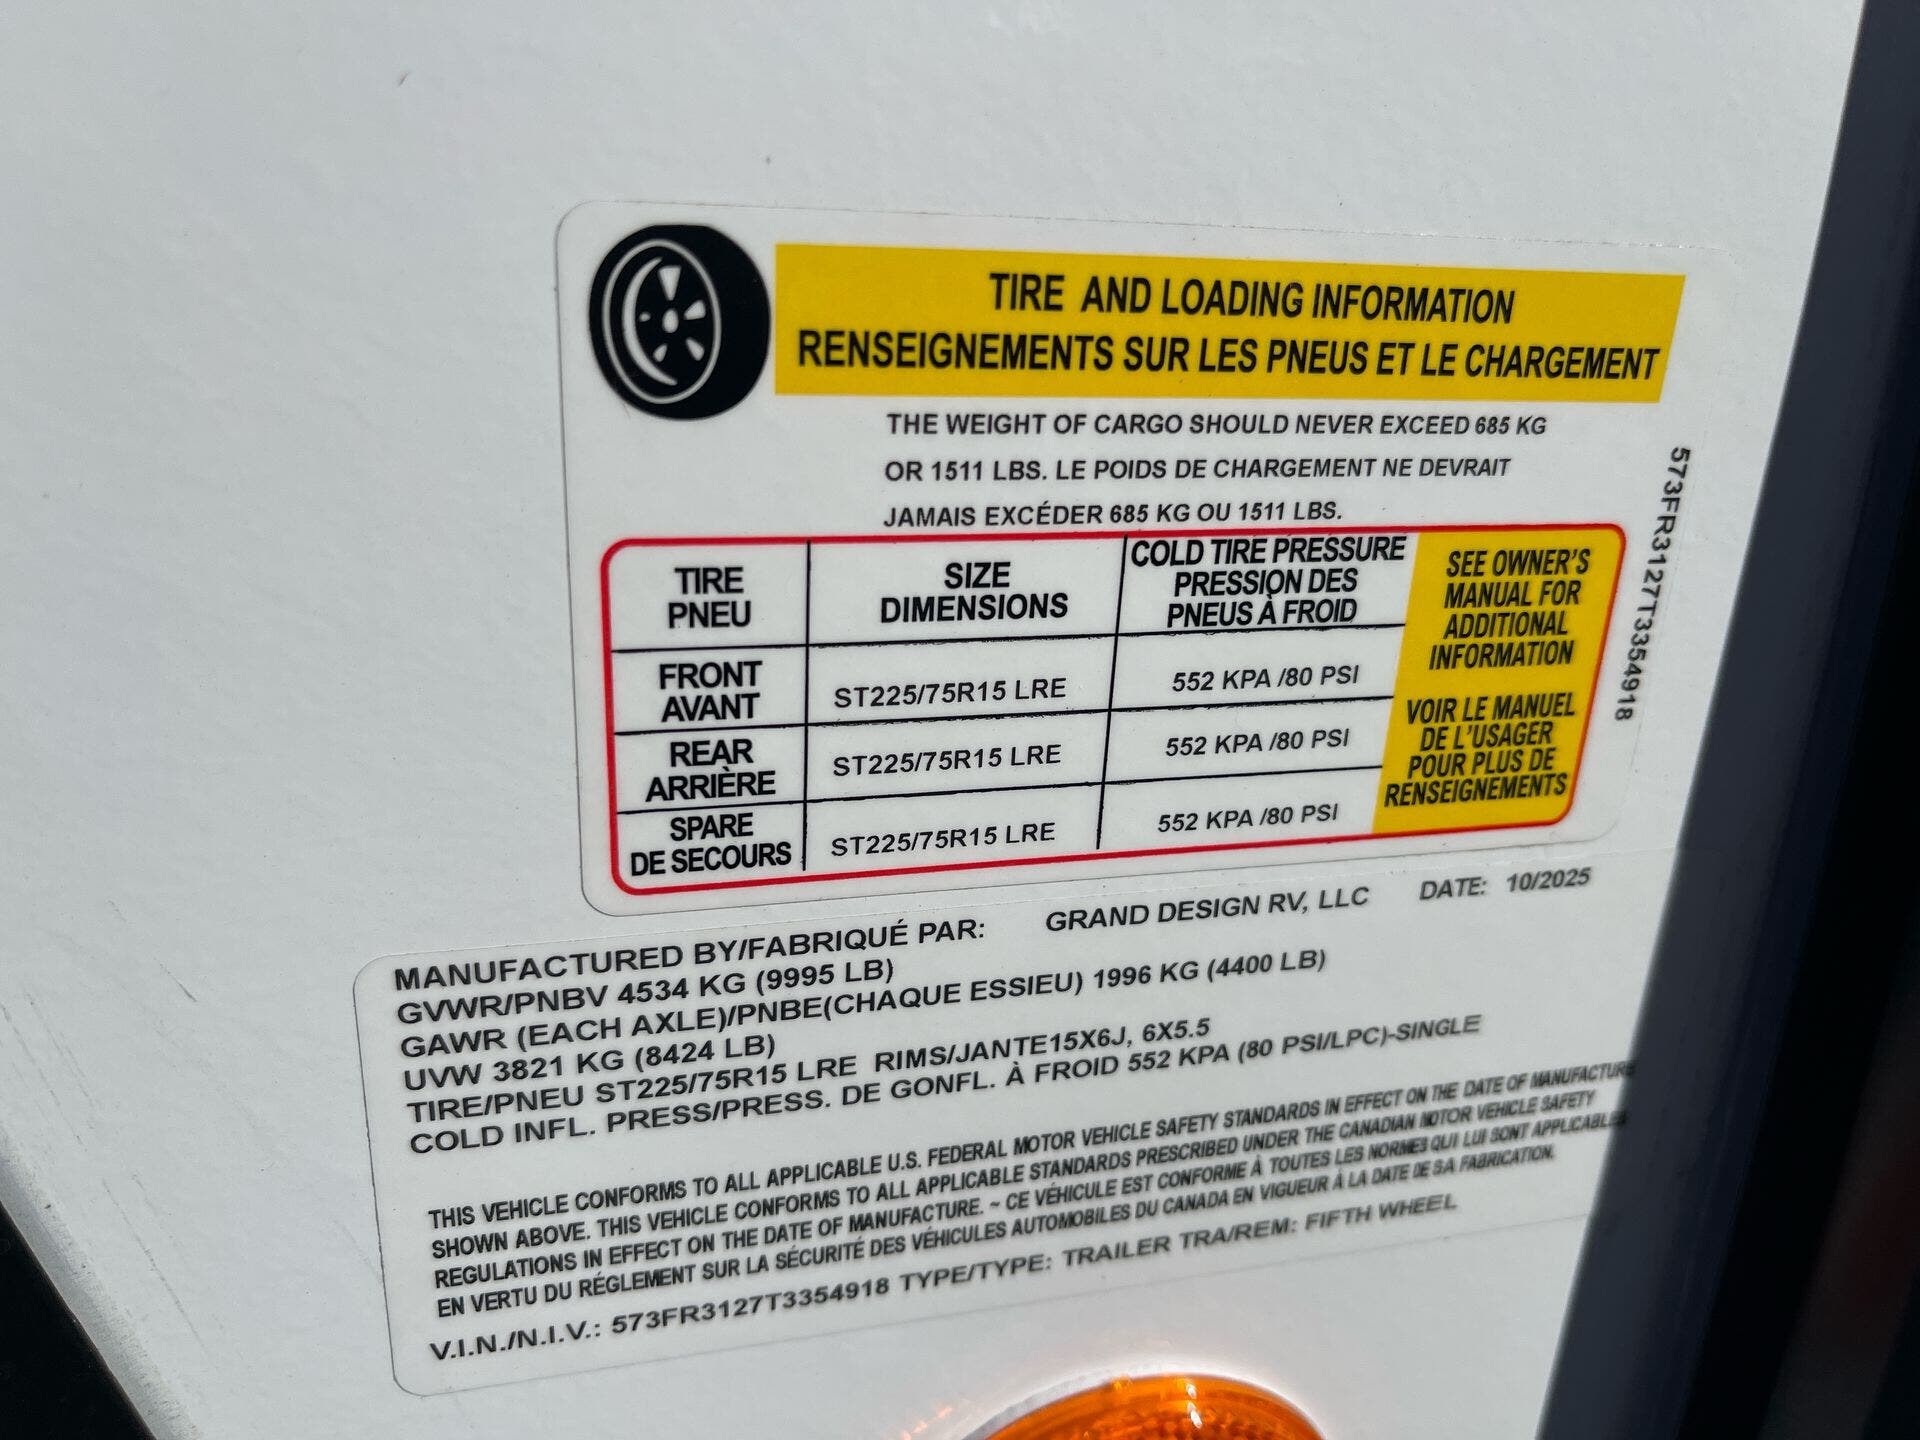 TIRE AND LOADING INFORMATION
RENSEIGNEMENTS SUR LES PNEUS ET LE CHARGEMENT
THE WEIGHT OF CARGO SHOULD NEVER EXCEED 685 KG
OR 1511 LBS. LE POIDS DE CHARGEMENT NE DEVRAIT
JAMAIS EXCÉDER 685 KG OU 1511 LBS.
TIRE
PNEU
SIZE
DIMENSIONS
COLD TIRE PRESSURE
PRESSION DES
PNEUS À FROID
FRONT
AVANT
ST225/75R15 LRE
552 KPA /80 PSI
REAR
ARRIÈRE
ST225/75R15 LRE
552 KPA /80 PSI
SPARE
DE SECOURS
ST225/75R15 LRE
552 KPA /80 PSI
SEE OWNER'S
MANUAL FOR
ADDITIONAL
INFORMATION
VOIR LE MANUEL
DE L'USAGER
POUR PLUS DE
RENSEIGNEMENTS
573FR3127T3354918
MANUFACTURED BY/FABRIQUÉ PAR: GRAND DESIGN RV, LLC DATE: 10/2025
GVWR/PNBV 4534 KG (9995 LB)
GAWR (EACH AXLE)/PNBE(CHAQUE ESSIEU) 1996 KG (4400 LB)
UVW 3821 KG (8424 LB)
TIRE/PNEU ST225/75R15 LRE RIMS/JANTE15X6J, 6X5.5
COLD INFL. PRESS/PRESS. DE GONFL. À FROID 552 KPA (80 PSI/LPC)-SINGLE
THIS VEHICLE CONFORMS TO ALL APPLICABLE U.S. FEDERAL MOTOR VEHICLE SAFETY STANDARDS IN EFFECT ON THE DATE OF MANUFACTURE
SHOWN ABOVE. THIS VEHICLE CONFORMS TO ALL APPLICABLE STANDARDS PRESCRIBED UNDER THE CANADIAN MOTOR VEHICLE SAFETY
REGULATIONS IN EFFECT ON THE DATE OF MANUFACTURE. ~ CE VÉHICULE EST CONFORME À TOUTES LES NORMES QUI LUI SONT APPLICABLES
EN VERTU DU RÉGLEMENT SUR LA SÉCURITÉ DES VÉHICULES AUTOMOBILES DU CANADA EN VIGUEUR À LA DATE DE SA FABRICATION.
V.I.N./N.I.V.: 573FR3127T3354918 TYPE/TYPE: TRAILER TRA/REM: FIFTH WHEEL